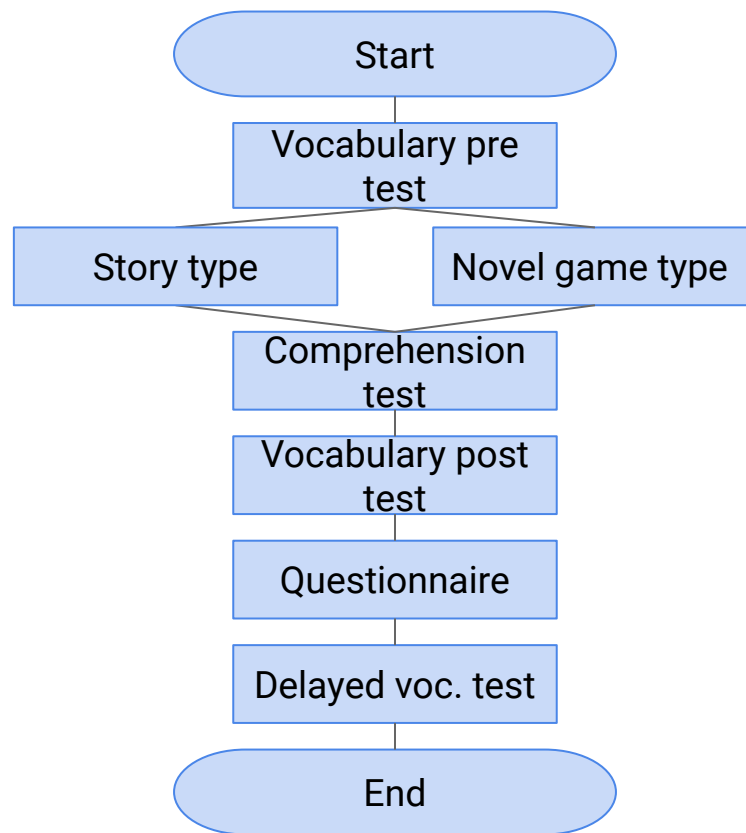 Start
Vocabulary pre
test
Story type
Novel game type
Comprehension
test
Vocabulary post
test
Questionnaire
Delayed voc. test
End